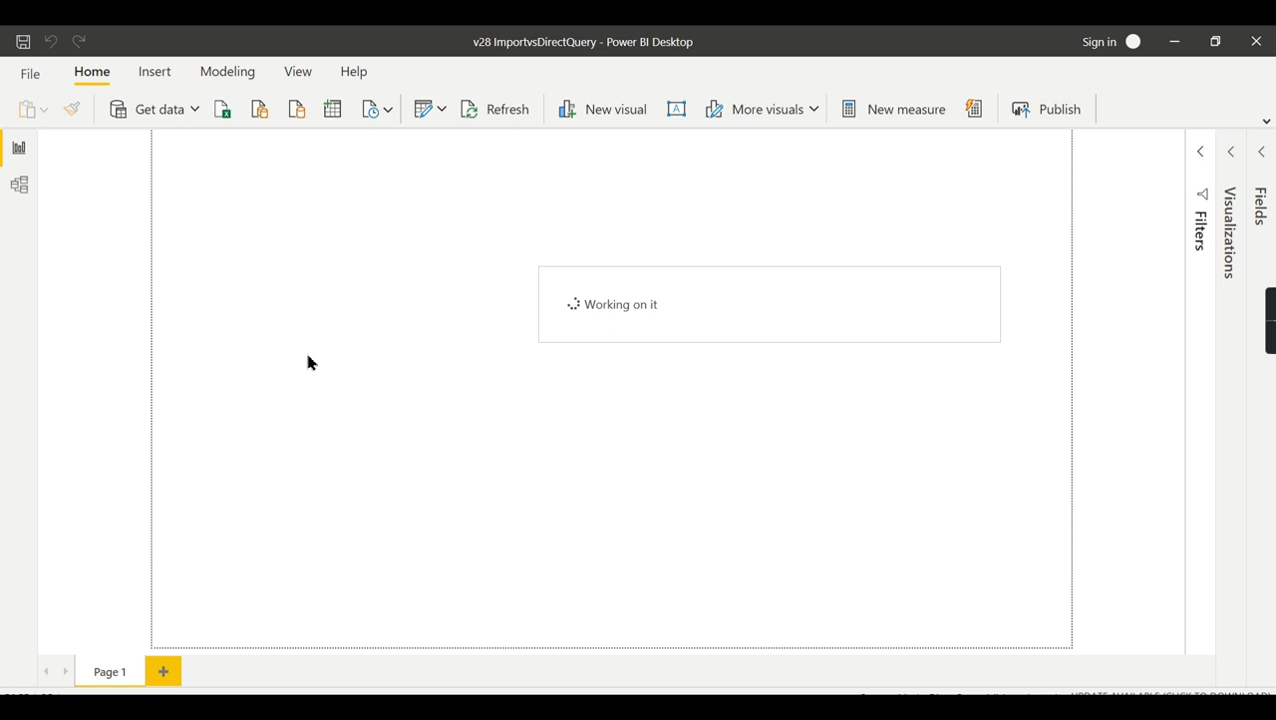 v28 ImportvsDirectQuery - Power BI Desktop
Sign in
File
Home
Insert
Modeling
View
Help
Get data
Refresh
New visual
More visuals
New measure
Publish
Filters
Visualizations
Fields
Working on it
Page 1